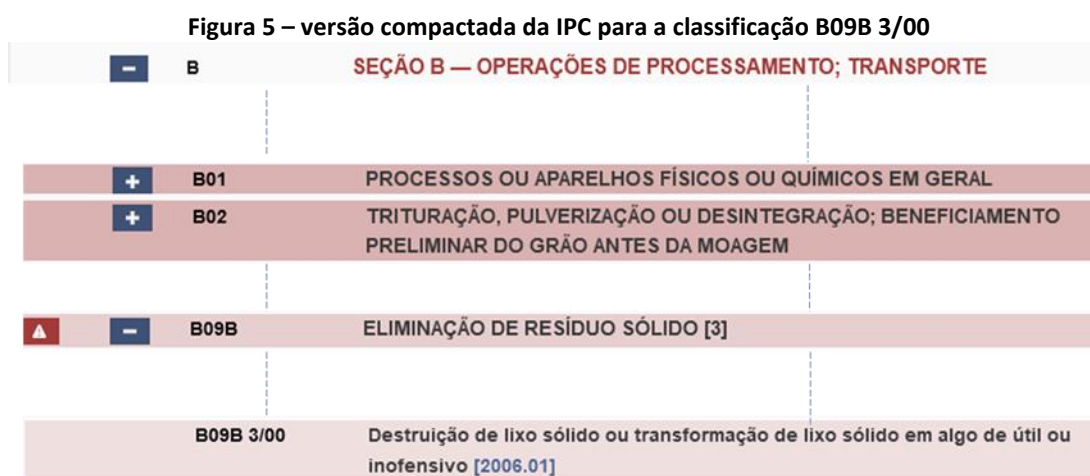 Figura 5 – versão compactada da IPC para a classificação B09B 3/00
B SEÇÃO B — OPERAÇÕES DE PROCESSAMENTO; TRANSPORTE
B01 PROCESSOS OU APARELHOS FÍSICOS OU QUÍMICOS EM GERAL
B02 TRITURAÇÃO, PULVERIZAÇÃO OU DESINTEGRAÇÃO; BENEFICIAMENTO
PRELIMINAR DO GRÃO ANTES DA MOAGEM
B09B ELIMINAÇÃO DE RESÍDUO SÓLIDO [3]
B09B 3/00 Destruição de lixo sólido ou transformação de lixo sólido em algo de útil ou
inofensivo [2006.01]